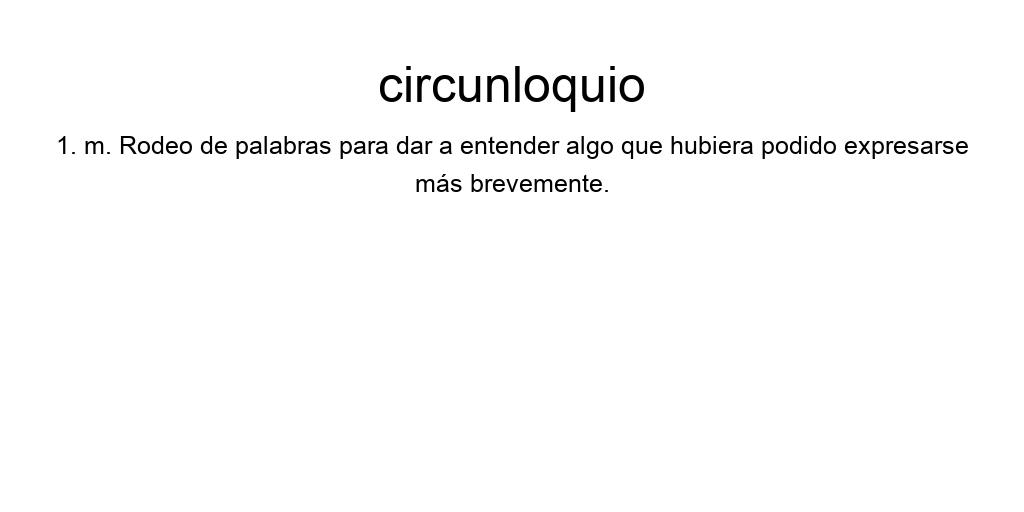 circunloquio
1. m. Rodeo de palabras para dar a entender algo que hubiera podido expresarse
más brevemente.